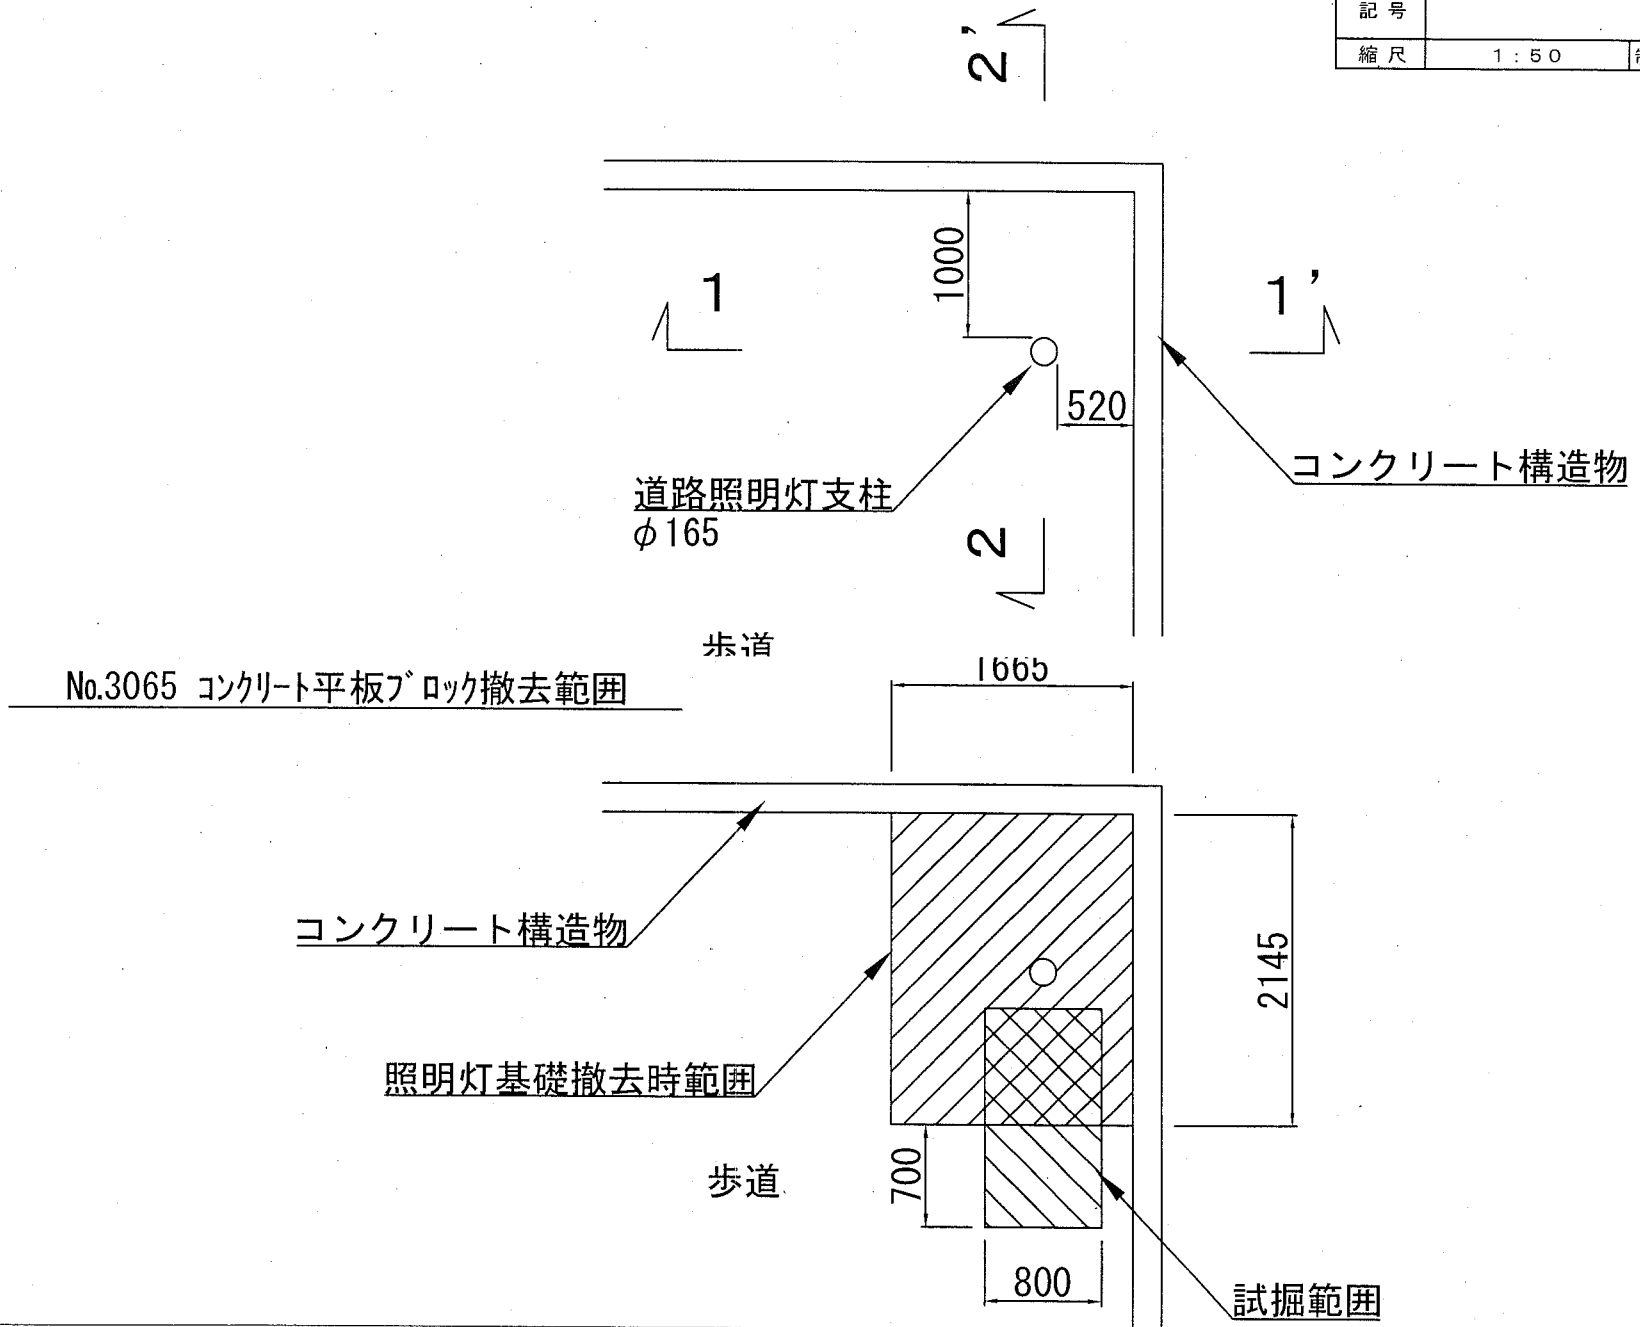 記号
縮尺 1:50
2'
1000
1
1'
520
コンクリート構造物
道路照明灯支柱
φ165
2
歩道
No.3065 コンクリート平板ブロック撤去範囲
1665
コンクリート構造物
2145
照明灯基礎撤去時範囲
700
歩道
800
試掘範囲